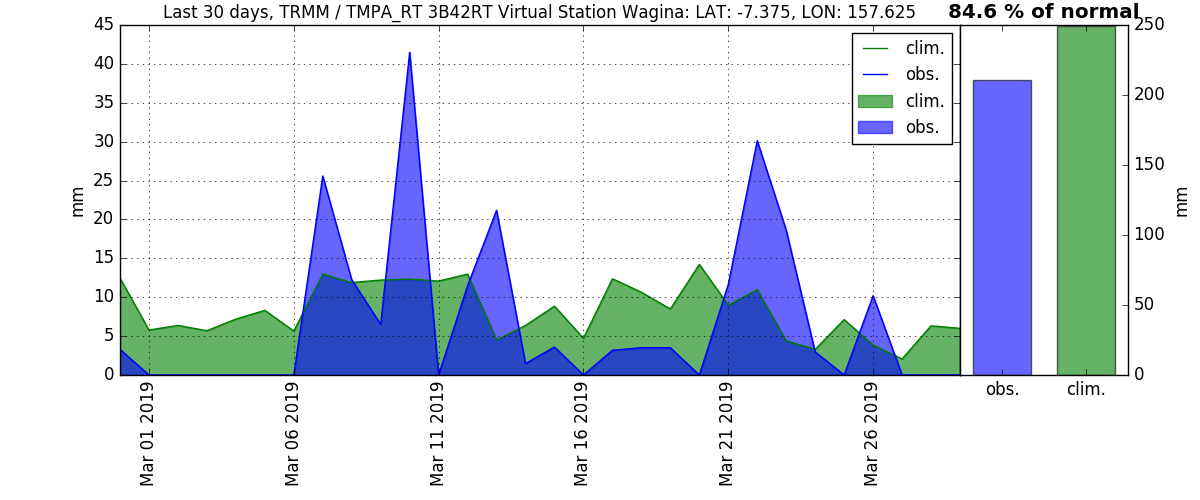 Last 30 days, TRMM / TMPA_RT 3B42RT Virtual Station Wagina: LAT: -7.375, LON: 157.625
84.6 % of normal
45
40
35
30
25
20
15
10
5
0
mm
clim.
obs.
clim.
obs.
Mar 01 2019
Mar 06 2019
Mar 11 2019
Mar 16 2019
Mar 21 2019
Mar 26 2019
250
200
150
100
50
0
mm
obs.
clim.